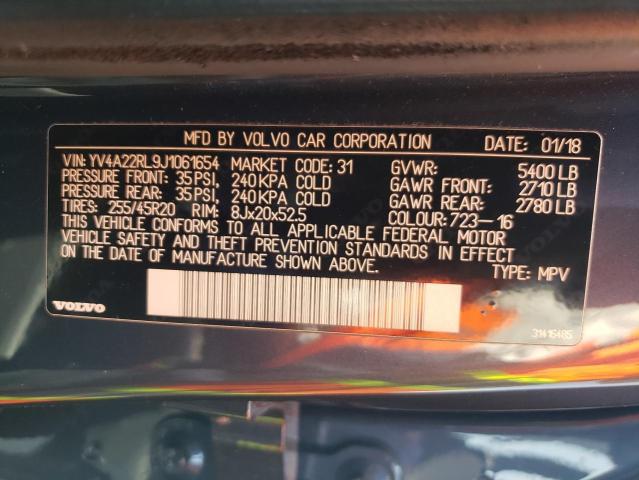 MFD BY VOLVO CAR CORPORATION DATE: 01/18
VIN: YV4A22RL9J1061654 MARKET CODE: 31 GVWR: 5400 LB
PRESSURE FRONT: 35 PSI, 240 KPA COLD GAWR FRONT: 2710 LB
PRESSURE REAR: 35 PSI, 240 KPA COLD GAWR REAR: 2780 LB
TIRES: 255/45R20 RIM: 8Jx20x52.5 COLOUR: 723-16
THIS VEHICLE CONFORMS TO ALL APPLICABLE FEDERAL MOTOR
VEHICLE SAFETY AND THEFT PREVENTION STANDARDS IN EFFECT
ON THE DATE OF MANUFACTURE SHOWN ABOVE.
TYPE: MPV
VOLVO
31416485